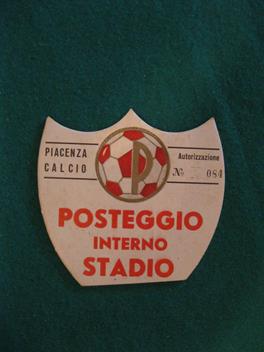 PIACENZA
CALCIO
P
Autorizzazione
No 084
POSTEGGIO
INTERNO
STADIO